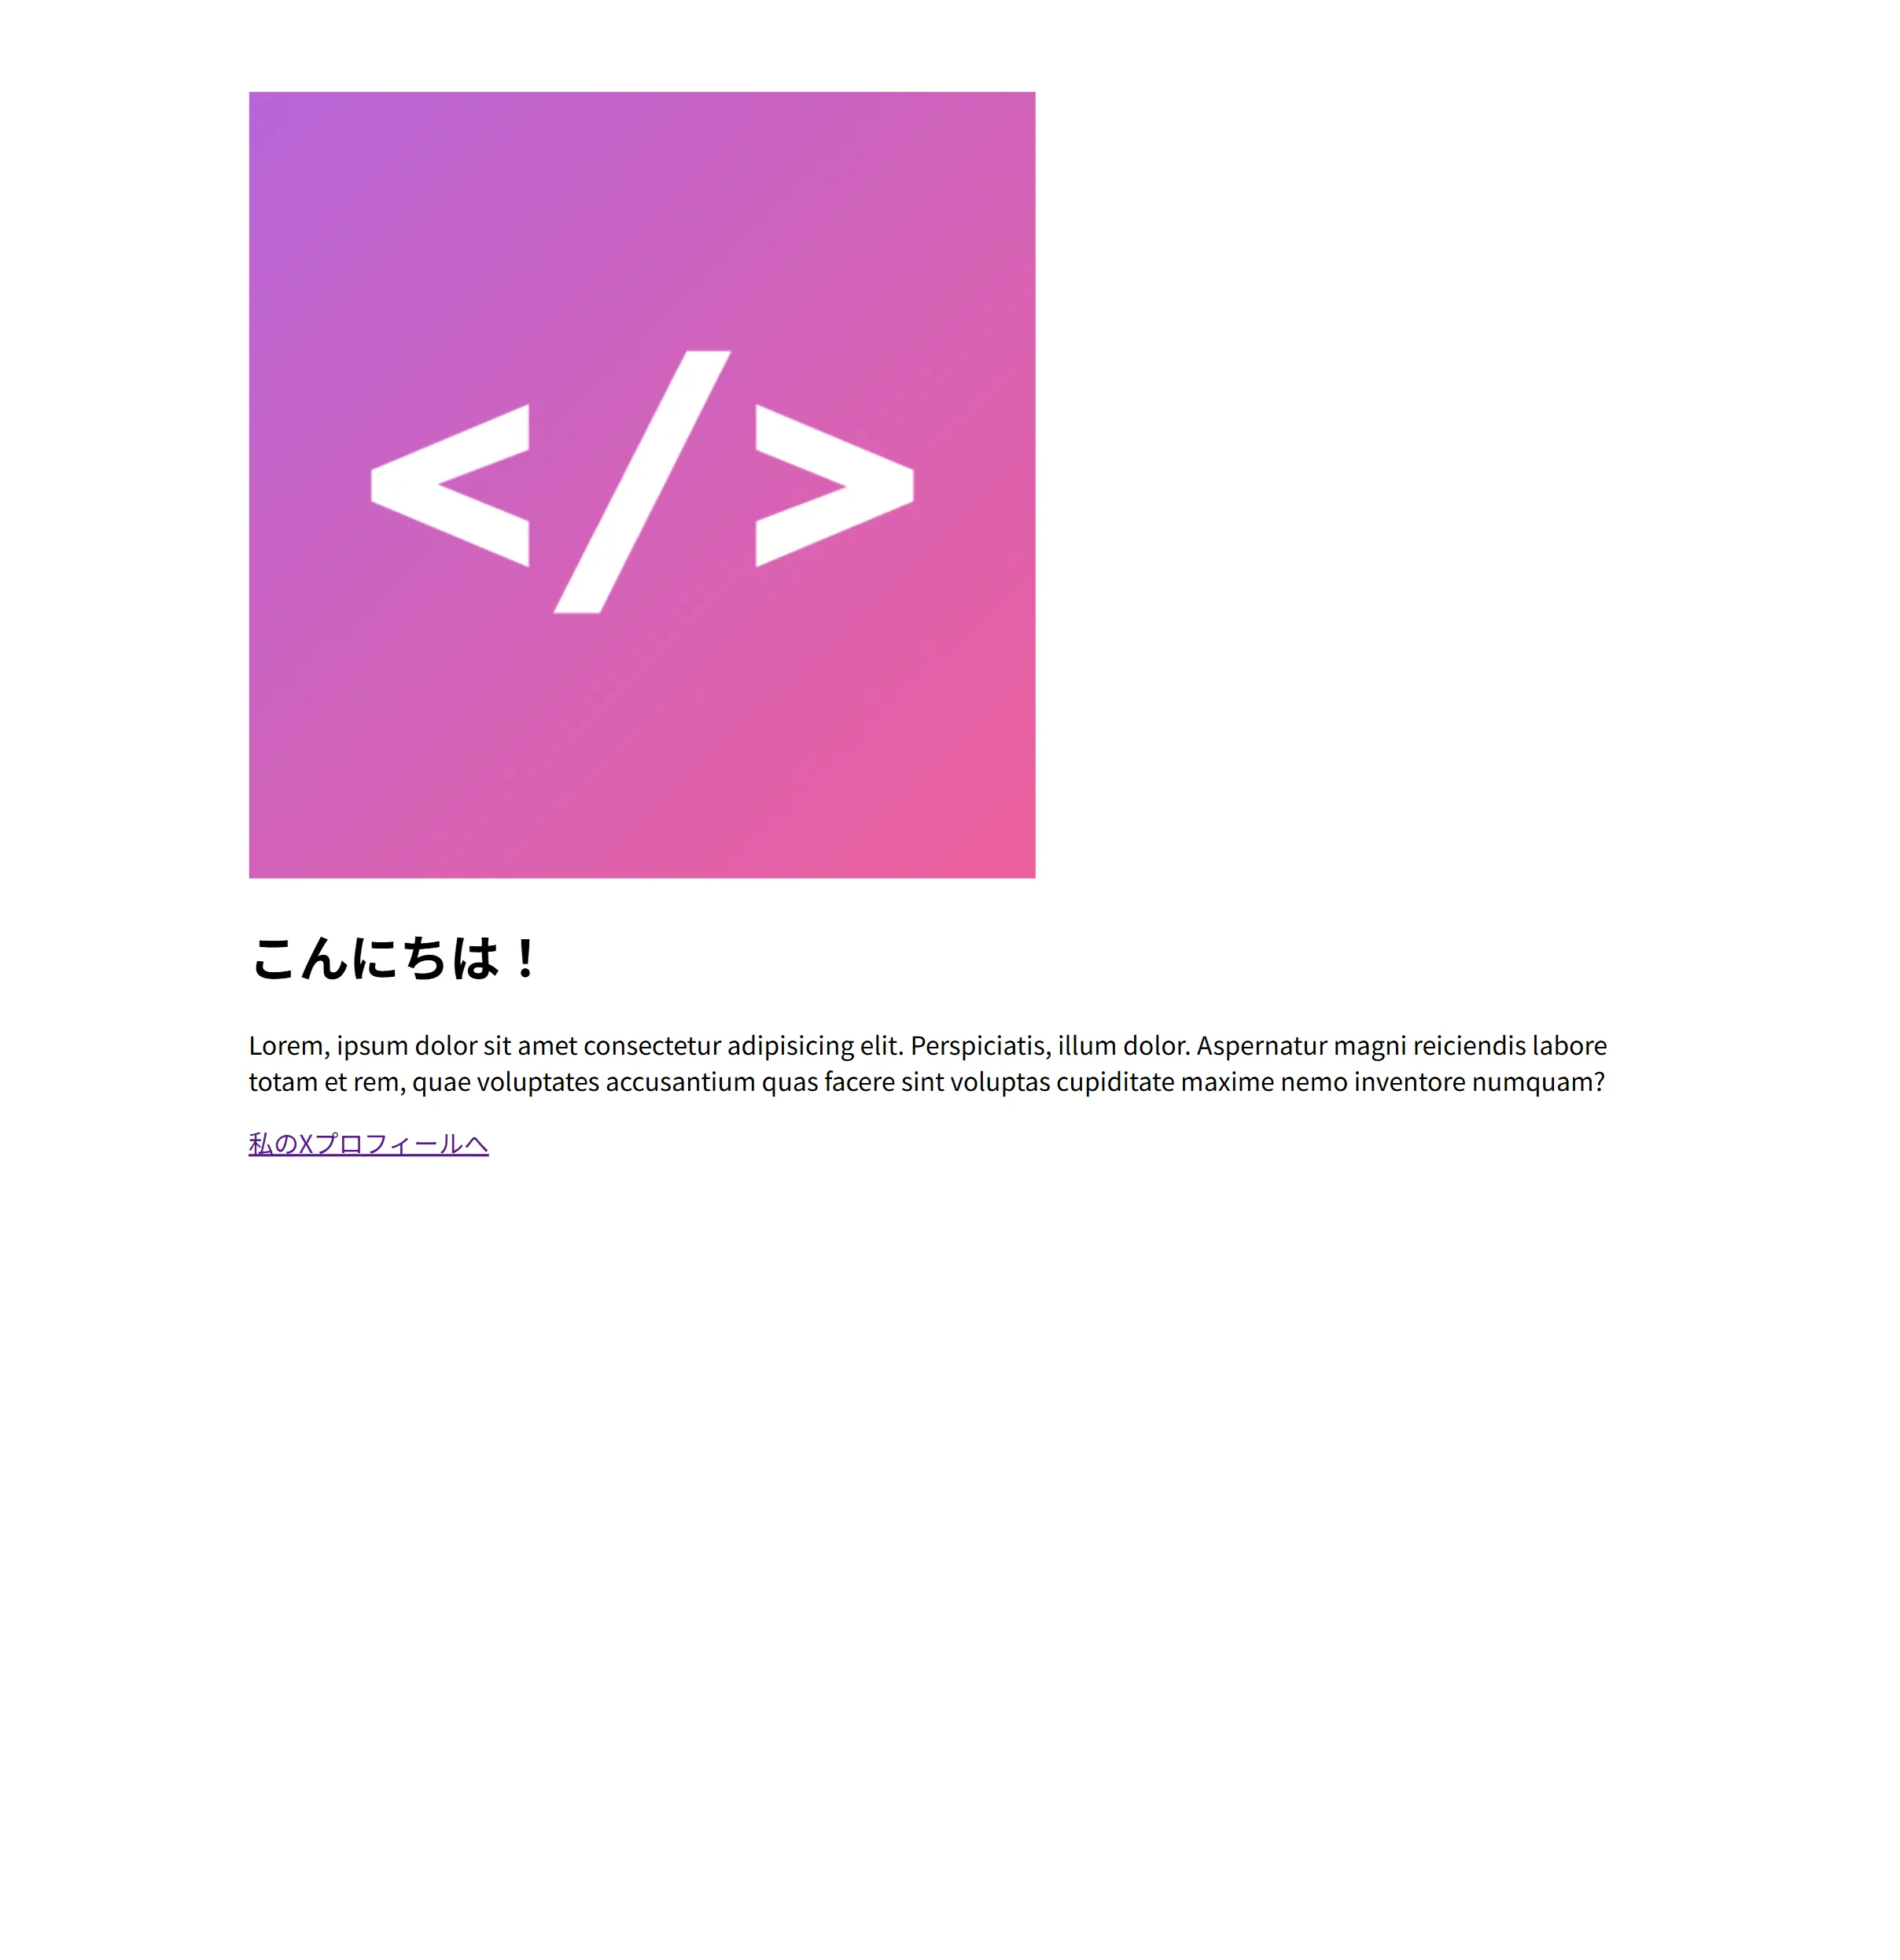 </>
こんにちは！
Lorem, ipsum dolor sit amet consectetur adipisicing elit. Perspiciatis, illum dolor. Aspernatur magni reiciendis labore
totam et rem, quae voluptates accusantium quas facere sint voluptas cupiditate maxime nemo inventore numquam?
私のXプロフィールへ